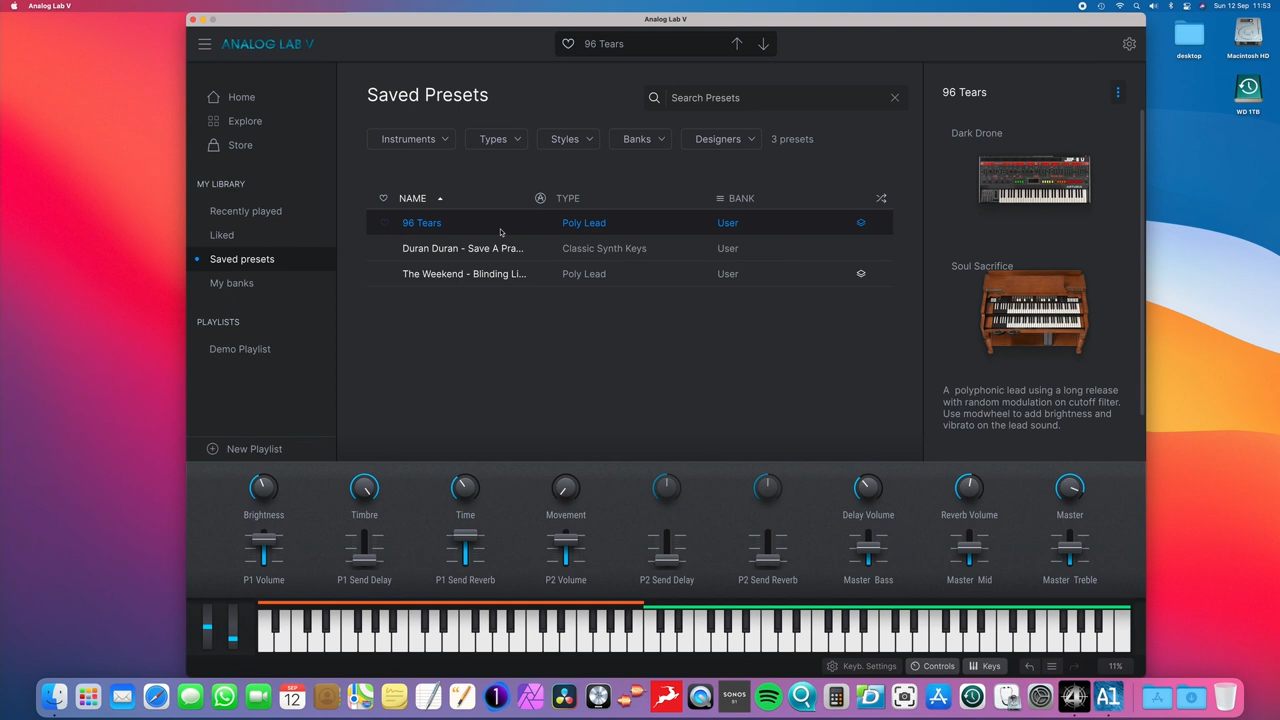 Analog Lab V
Sun 12 Sep 11:53
Analog Lab V
ANALOG LAB V
96 Tears
desktop
Macintosh HD
WD 1TB
Home
Explore
Store
MY LIBRARY
Recently played
Liked
Saved presets
My banks
PLAYLISTS
Demo Playlist
New Playlist
Saved Presets
Search Presets
Instruments
Types
Styles
Banks
Designers
3 presets
NAME TYPE BANK
96 Tears Poly Lead User
Duran Duran - Save A Pra... Classic Synth Keys User
The Weekend - Blinding Li... Poly Lead User
96 Tears
Dark Drone
Soul Sacrifice
A polyphonic lead using a long release
with random modulation on cutoff filter.
Use modwheel to add brightness and
vibrato on the lead sound.
Brightness Timbre Time Movement Delay Volume Reverb Volume Master
P1 Volume P1 Send Delay P1 Send Reverb P2 Volume P2 Send Delay P2 Send Reverb Master Bass Master Mid Master Treble
Keyb. Settings Controls Keys 11%
SEP
12
SONOS
S1
A1